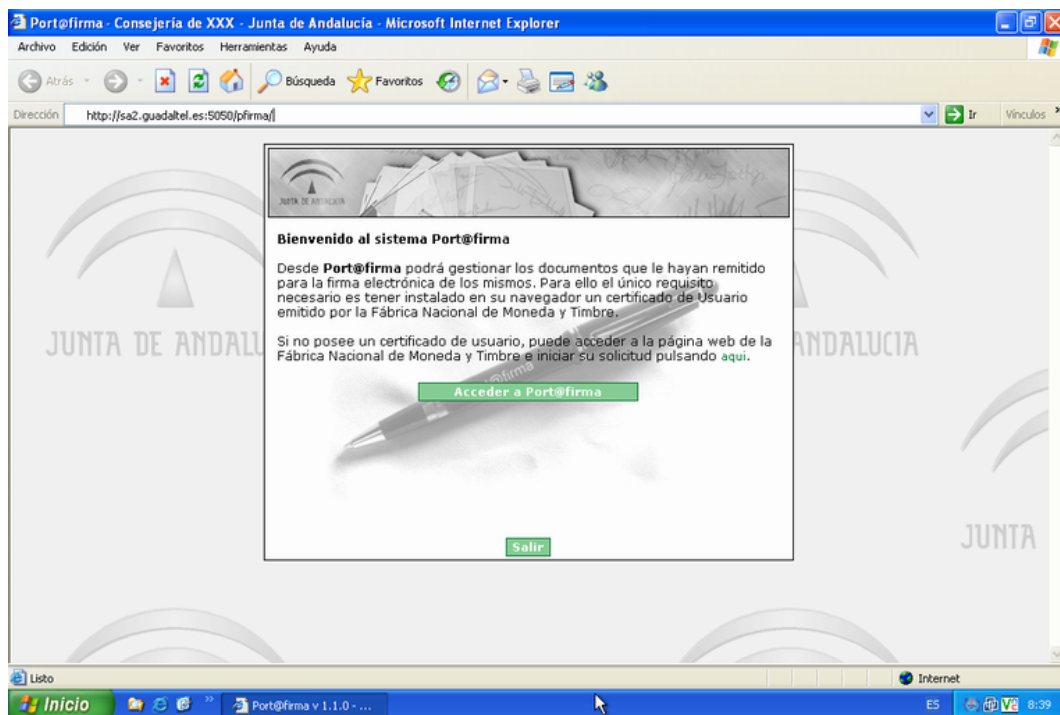 Port@firma - Consejería de XXX - Junta de Andalucía - Microsoft Internet Explorer
Archivo Edición Ver Favoritos Herramientas Ayuda
Atrás Búsqueda Favoritos
Dirección http://sa2.guadaltel.es:5050/pfirma/ Ir Vínculos »
JUNTA DE ANDALUCIA
Bienvenido al sistema Port@firma
Desde Port@firma podrá gestionar los documentos que le hayan remitido
para la firma electrónica de los mismos. Para ello el único requisito
necesario es tener instalado en su navegador un certificado de Usuario
emitido por la Fábrica Nacional de Moneda y Timbre.
Si no posee un certificado de usuario, puede acceder a la página web de la
Fábrica Nacional de Moneda y Timbre e iniciar su solicitud pulsando aqui.
JUNTA DE ANDALU
ANDALUCIA
Acceder a Port@firma
JUNTA
Salir
Listo Internet
Inicio » Port@firma v 1.1.0 - ... ES 8:39